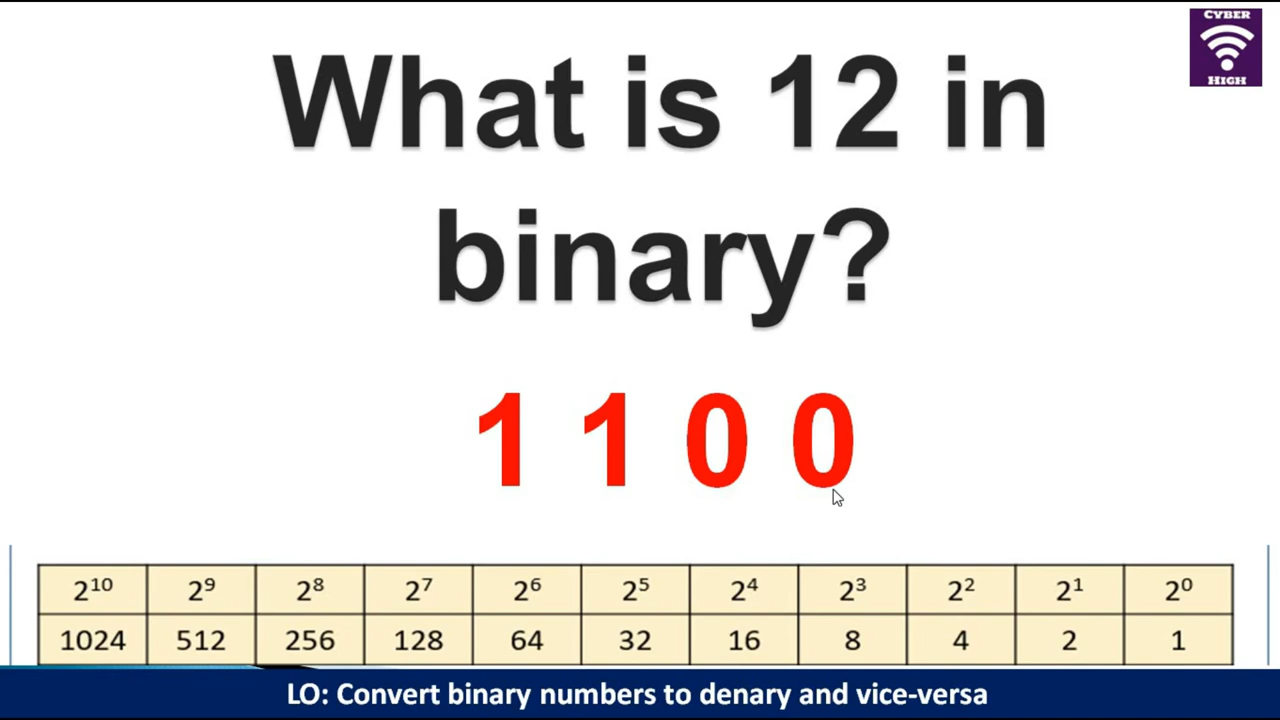 CYBER
HIGH
What is 12 in
binary?
1 1 0 0
2¹⁰ 2⁹ 2⁸ 2⁷ 2⁶ 2⁵ 2⁴ 2³ 2² 2¹ 2⁰
1024 512 256 128 64 32 16 8 4 2 1
LO: Convert binary numbers to denary and vice-versa